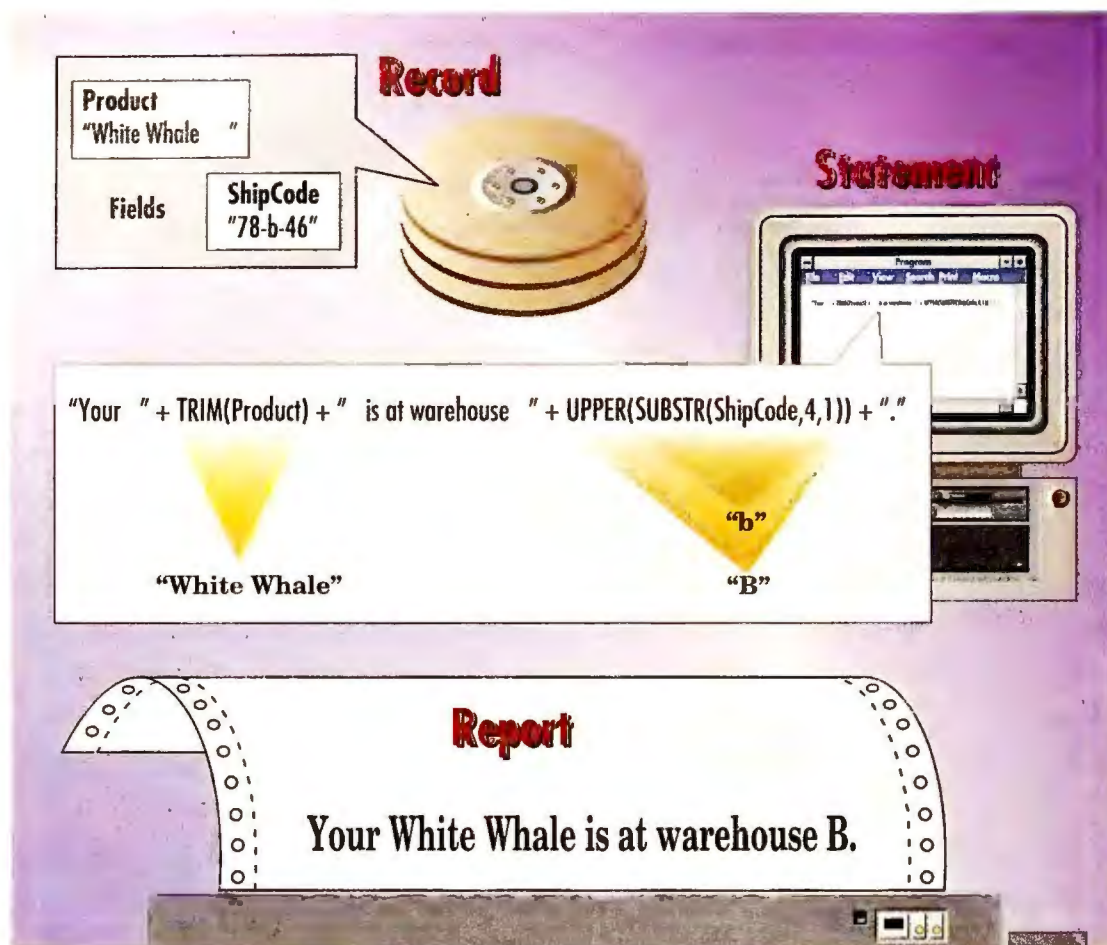 Record
Product
"White Whale "
Fields
ShipCode
"78-b-46"
Statement
Program
File Edit View Search Print Macro
"Your " + TRIM(Product) + " is at warehouse " + UPPER(SUBSTR(ShipCode,4,1)) + "."
"b"
"White Whale"
"B"
Report
Your White Whale is at warehouse B.